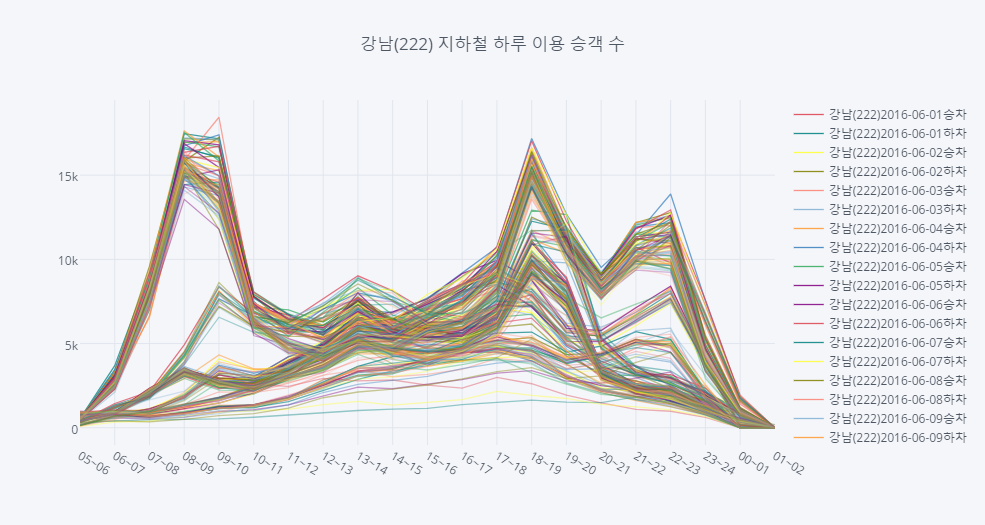 강남(222) 지하철 하루 이용 승객 수
15k
10k
5k
0
05~06
06~07
07~08
08~09
09~10
10~11
11~12
12~13
13~14
14~15
15~16
16~17
17~18
18~19
19~20
20~21
21~22
22~23
23~24
00~01
01~02
강남(222)2016-06-01승차
강남(222)2016-06-01하차
강남(222)2016-06-02승차
강남(222)2016-06-02하차
강남(222)2016-06-03승차
강남(222)2016-06-03하차
강남(222)2016-06-04승차
강남(222)2016-06-04하차
강남(222)2016-06-05승차
강남(222)2016-06-05하차
강남(222)2016-06-06승차
강남(222)2016-06-06하차
강남(222)2016-06-07승차
강남(222)2016-06-07하차
강남(222)2016-06-08승차
강남(222)2016-06-08하차
강남(222)2016-06-09승차
강남(222)2016-06-09하차